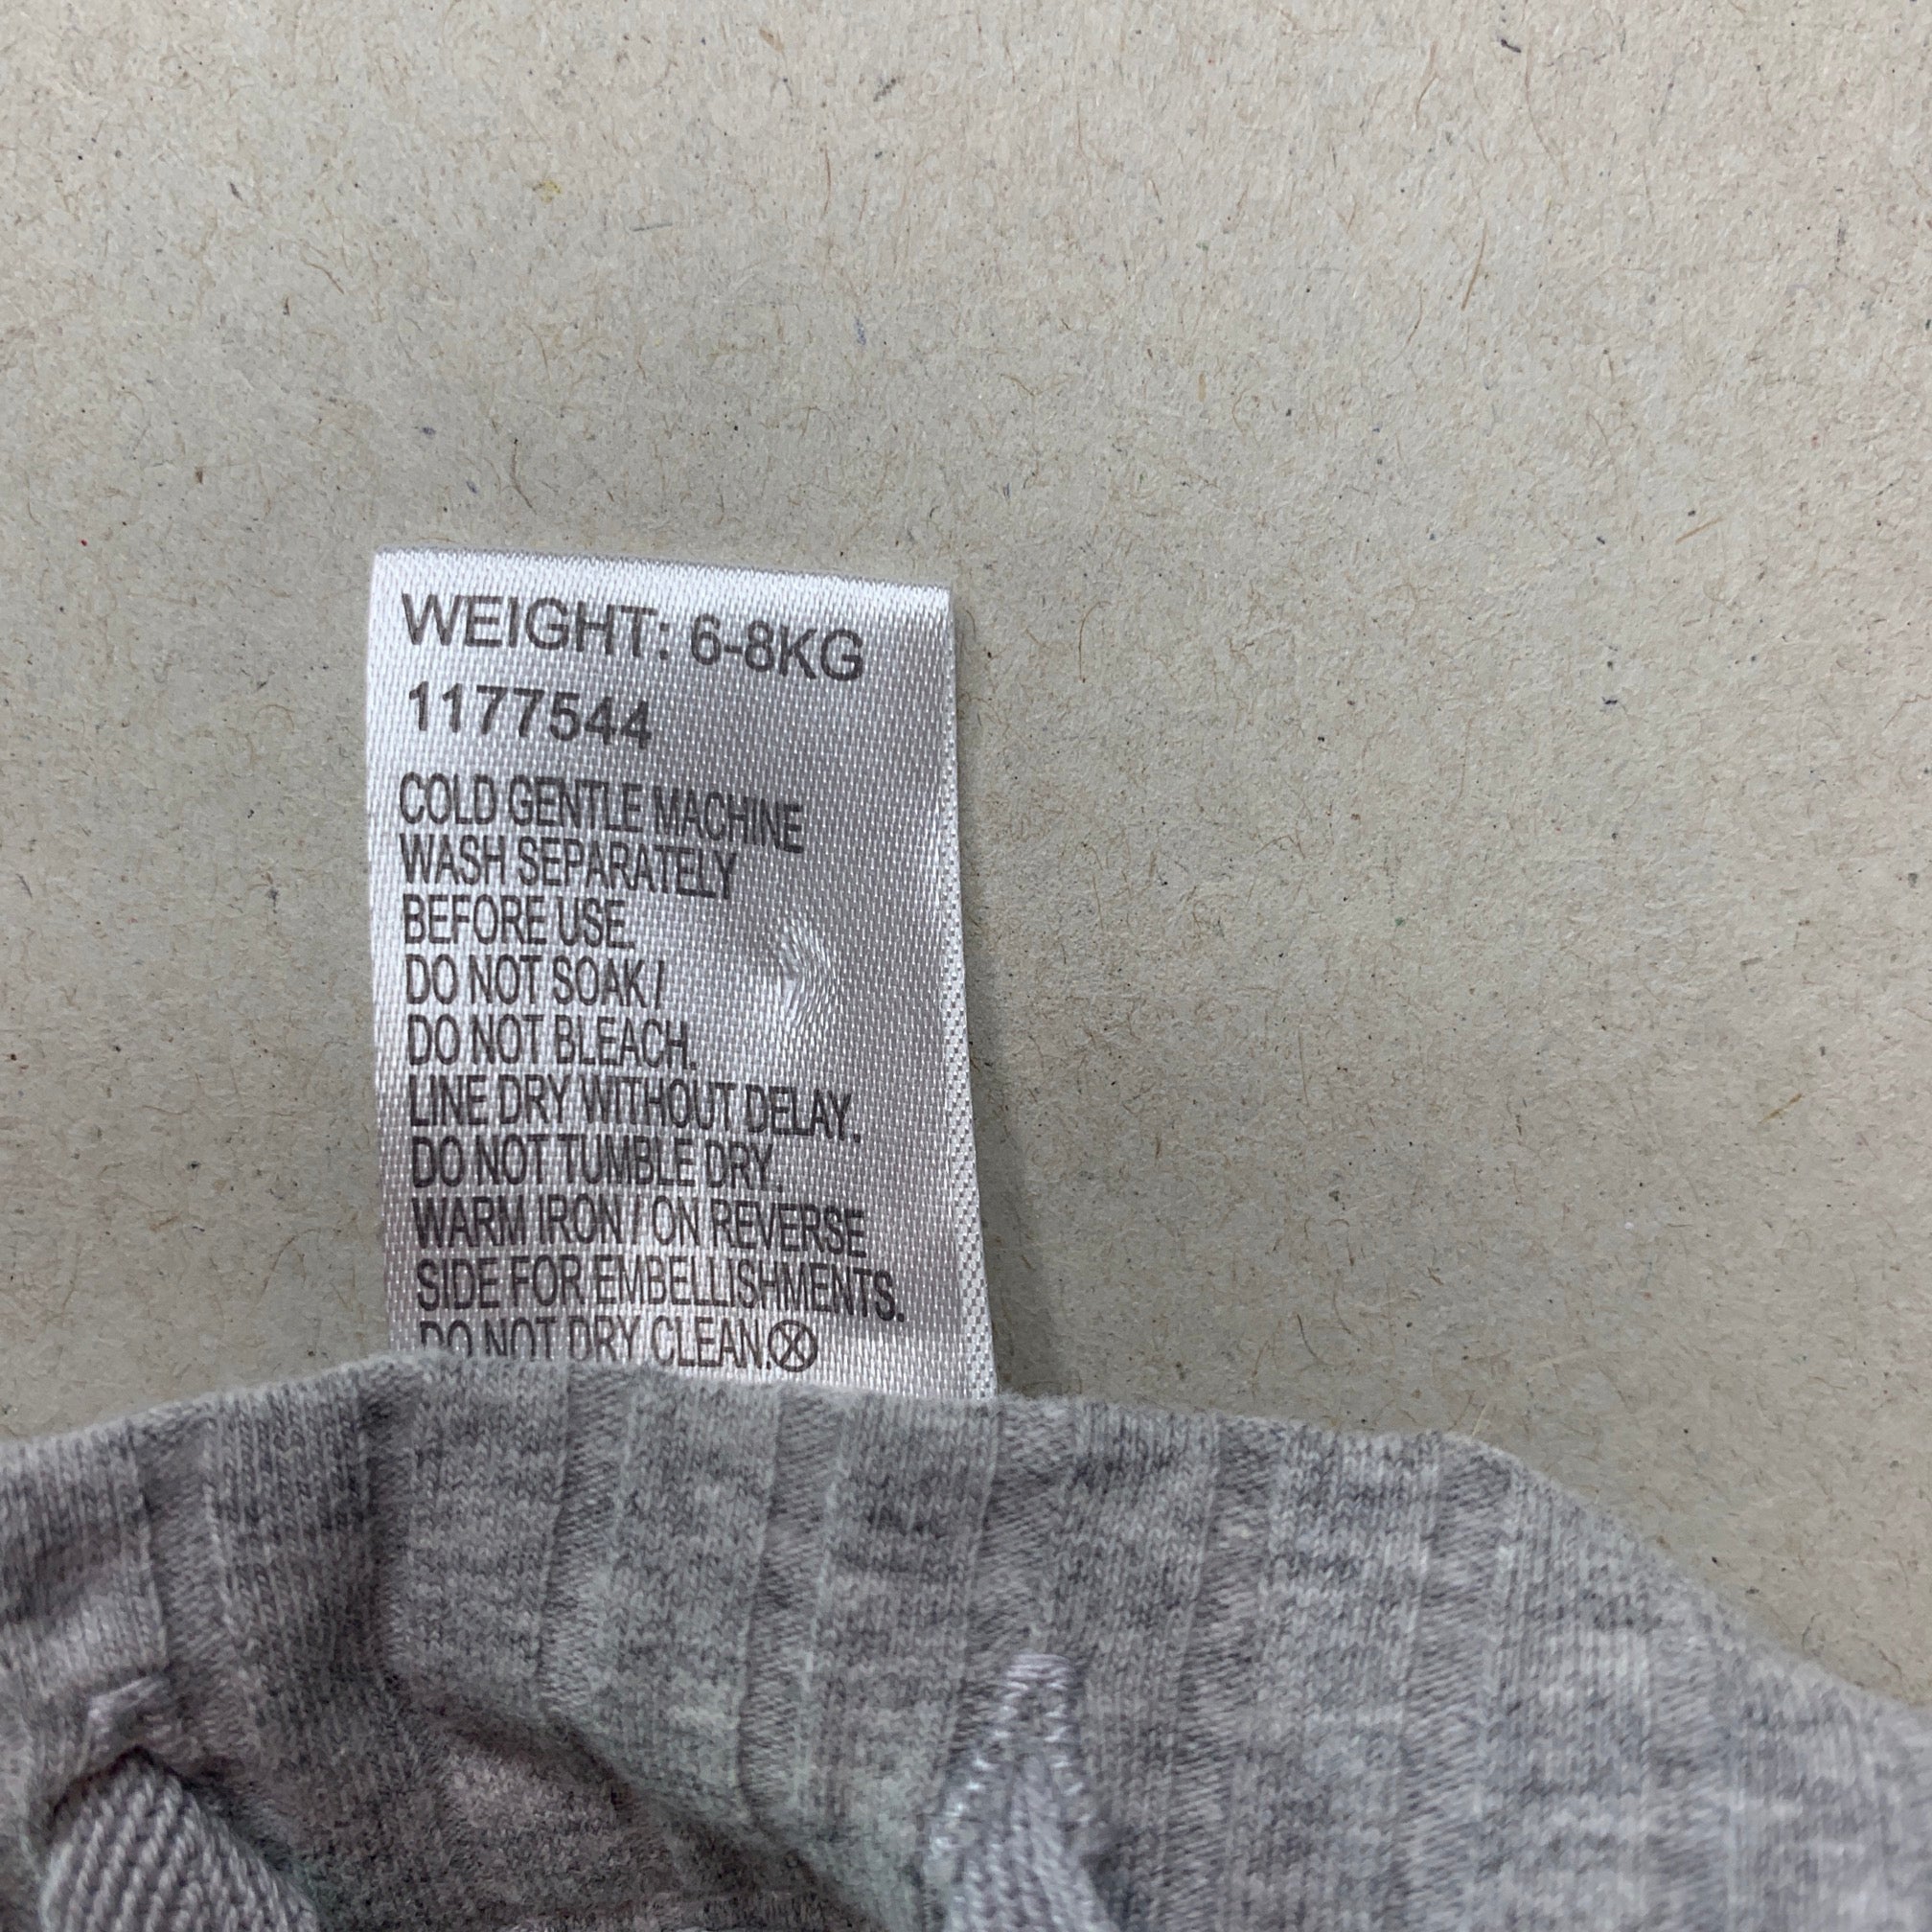 WEIGHT: 6-8KG
1177544
COLD GENTLE MACHINE
WASH SEPARATELY
BEFORE USE.
DO NOT SOAK /
DO NOT BLEACH.
LINE DRY WITHOUT DELAY.
DO NOT TUMBLE DRY.
WARM IRON / ON REVERSE
SIDE FOR EMBELLISHMENTS.
DO NOT DRY CLEAN.